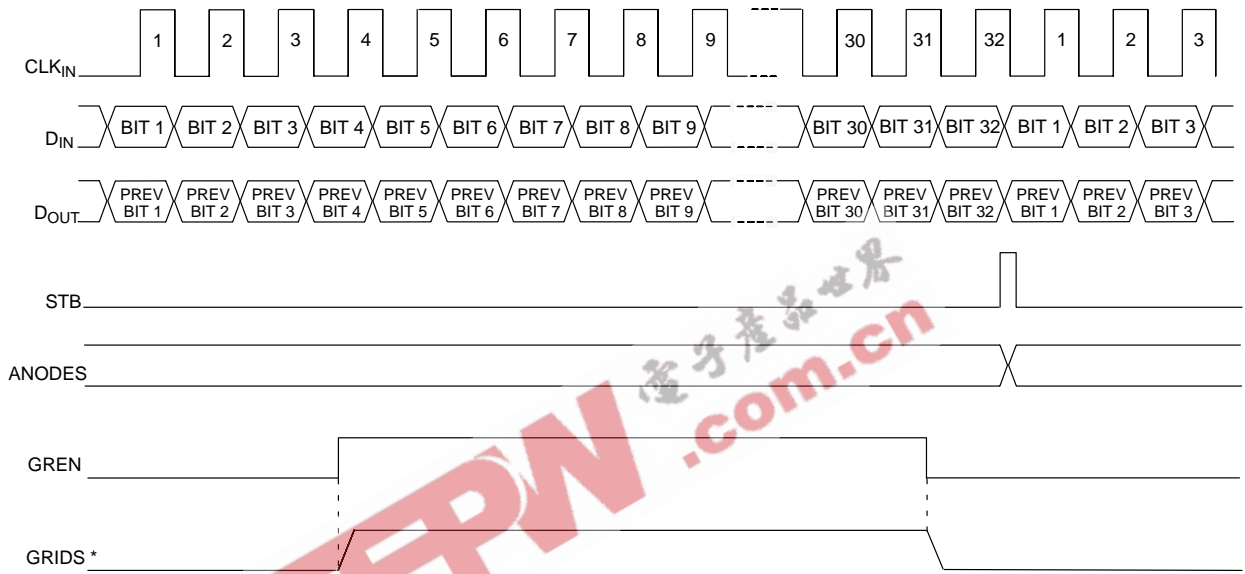 1 2 3 4 5 6 7 8 9 30 31 32 1 2 3
CLKIN
DIN BIT 1 BIT 2 BIT 3 BIT 4 BIT 5 BIT 6 BIT 7 BIT 8 BIT 9 BIT 30 BIT 31 BIT 32 BIT 1 BIT 2 BIT 3
PREV PREV PREV PREV PREV PREV PREV PREV PREV PREV PREV PREV PREV PREV PREV
DOUT BIT 1 BIT 2 BIT 3 BIT 4 BIT 5 BIT 6 BIT 7 BIT 8 BIT 9 BIT 30 BIT 31 BIT 32 BIT 1 BIT 2 BIT 3
STB
ANODES
GREN
GRIDS *
電子產品世界
.com.cn